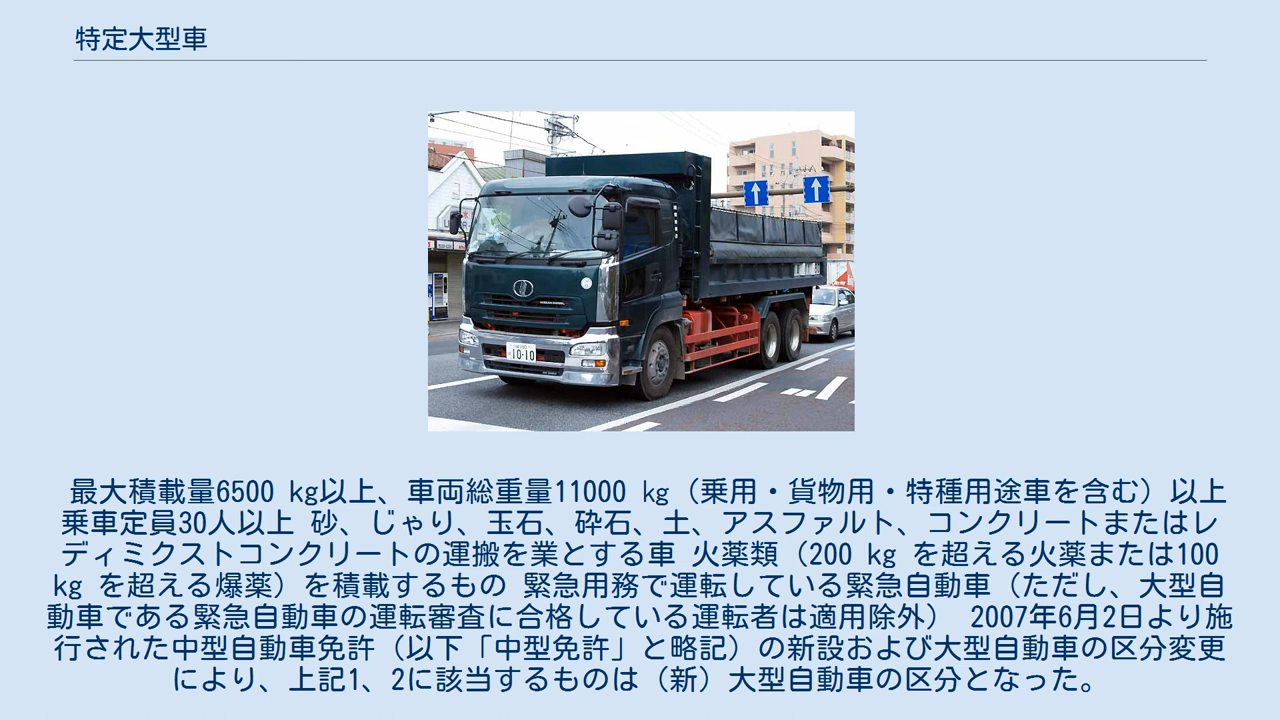 特定大型車
10-10
最大積載量6500 kg以上、車両総重量11000 kg（乗用・貨物用・特種用途車を含む）以上
乗車定員30人以上 砂、じゃり、玉石、砕石、土、アスファルト、コンクリートまたはレ
ディミクストコンクリートの運搬を業とする車 火薬類（200 kg を超える火薬または100
kg を超える爆薬）を積載するもの 緊急用務で運転している緊急自動車（ただし、大型自
動車である緊急自動車の運転審査に合格している運転者は適用除外） 2007年6月2日より施
行された中型自動車免許（以下「中型免許」と略記）の新設および大型自動車の区分変更
により、上記1、2に該当するものは（新）大型自動車の区分となった。